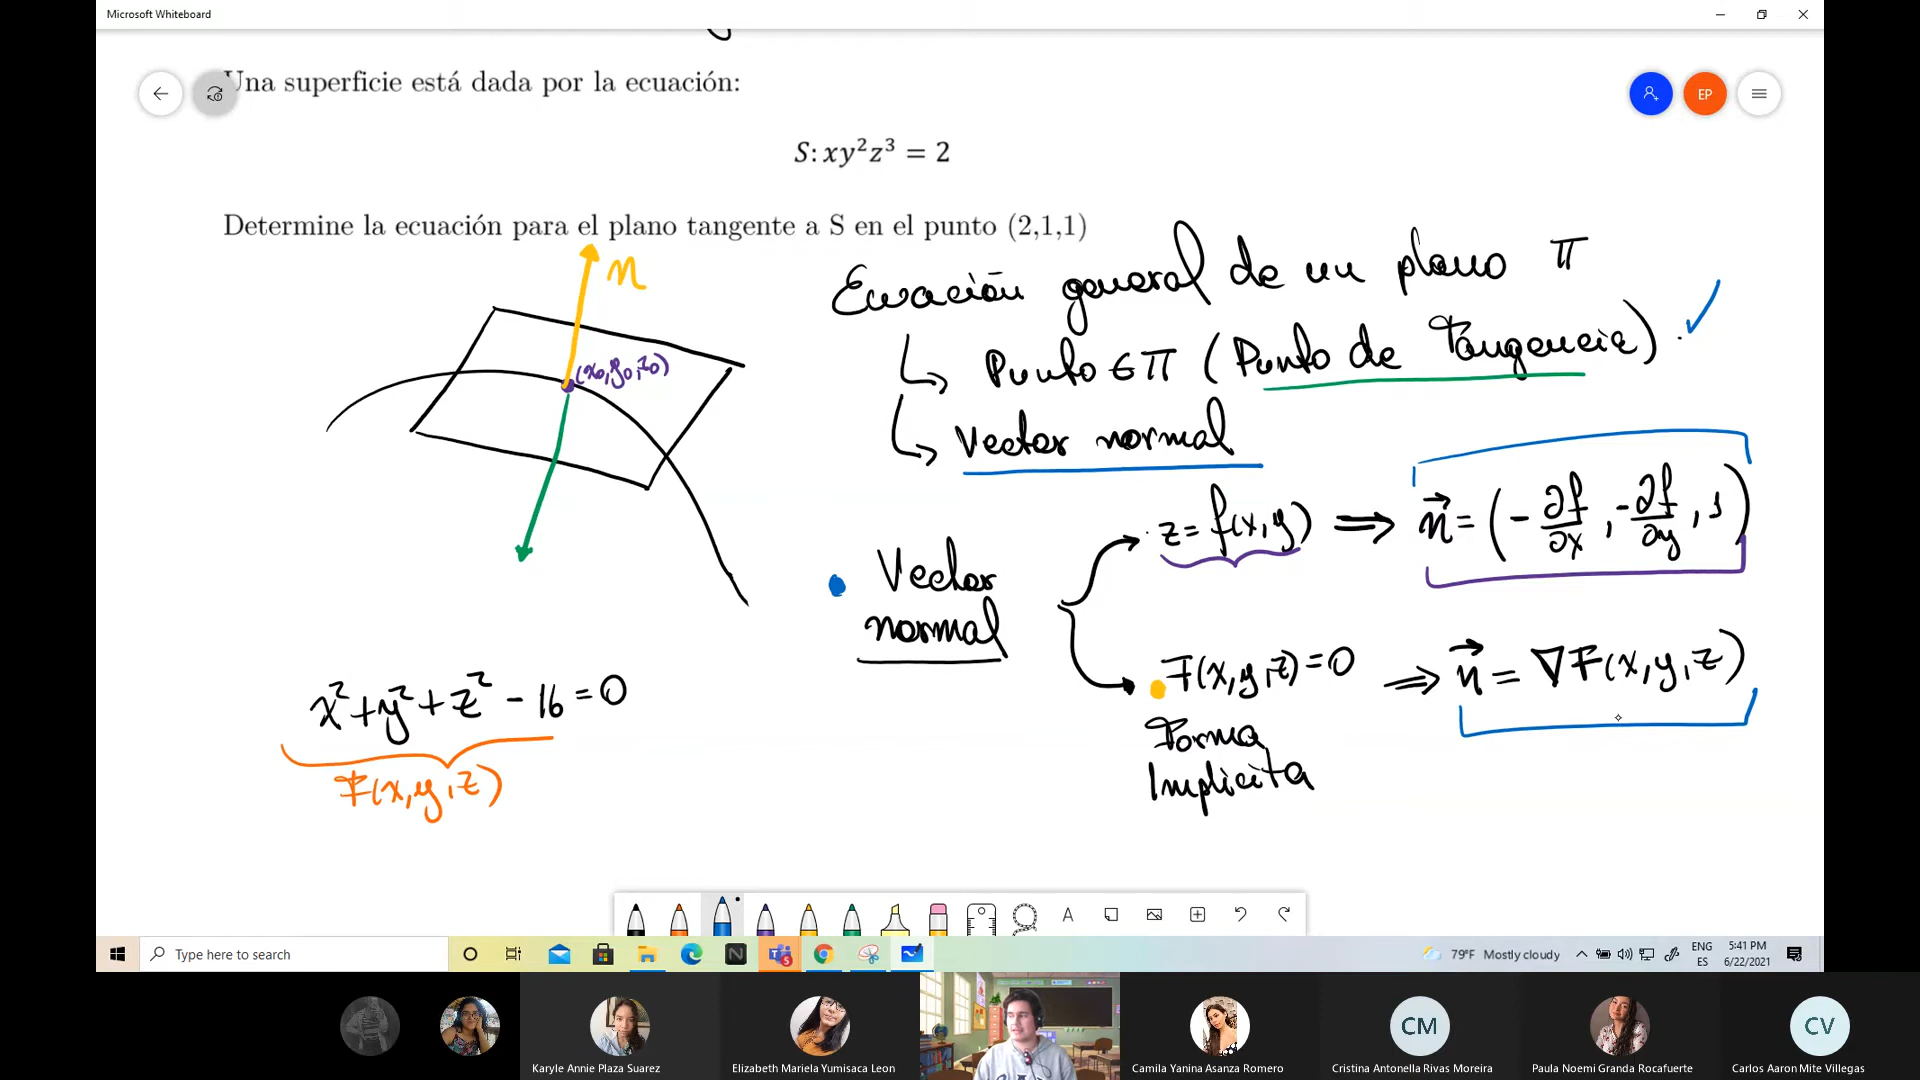 Microsoft Whiteboard
Una superficie está dada por la ecuación:
EP
S: xy²z³ = 2
Determine la ecuación para el plano tangente a S en el punto (2,1,1)
n
(x₀,y₀,z₀)
Ecuación general de un plano π
↳ Punto ∈ π (Punto de Tangencia) ✓
↳ Vector normal
Vector
normal
z = f(x,y) ⟹ n⃗ = (-∂f/∂x, -∂f/∂y, 1)
F(x,y,z)=0 ⟹ n⃗ = ∇F(x,y,z)
Forma
Implicita
x²+y²+z²-16=0
F(x,y,z)
A
Type here to search
79°F Mostly cloudy
ENG
ES
5:41 PM
6/22/2021
Karyle Annie Plaza Suarez
Elizabeth Mariela Yumisaca Leon
Camila Yanina Asanza Romero
CM
Cristina Antonella Rivas Moreira
Paula Noemi Granda Rocafuerte
CV
Carlos Aaron Mite Villegas